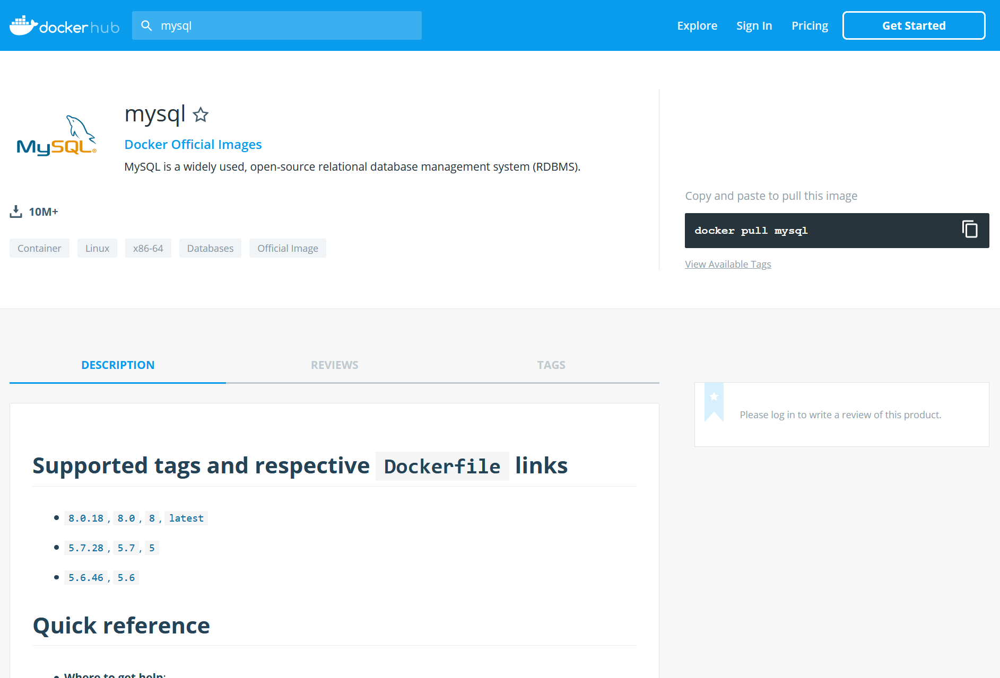 docker hub
mysql
Explore
Sign In
Pricing
Get Started
MySQL®
mysql
Docker Official Images
MySQL is a widely used, open-source relational database management system (RDBMS).
10M+
Container
Linux
x86-64
Databases
Official Image
Copy and paste to pull this image
docker pull mysql
View Available Tags
DESCRIPTION
REVIEWS
TAGS
Please log in to write a review of this product.
Supported tags and respective Dockerfile links
• 8.0.18, 8.0, 8, latest
• 5.7.28, 5.7, 5
• 5.6.46, 5.6
Quick reference
• Where to get help: